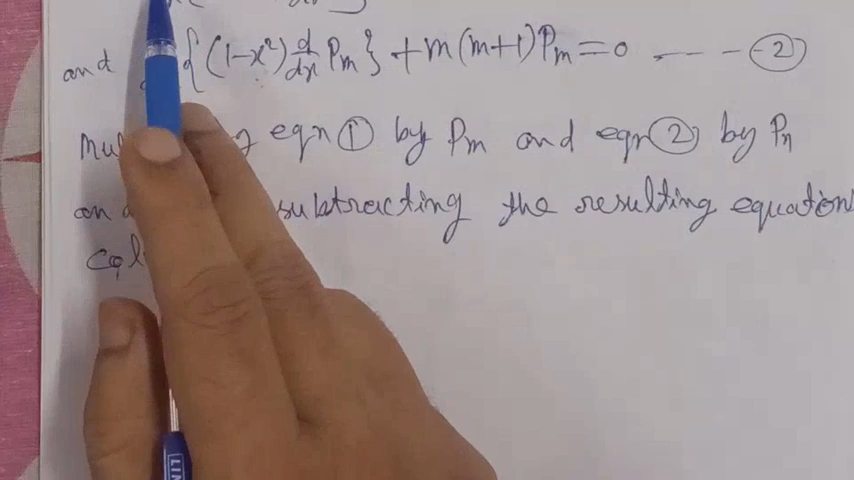 and {(1-x²) d/dx Pm} + m(m+1) Pm = 0 ---- (2)
eqn (1) by Pm and eqn (2) by Pn
subtracting the resulting equations
LIN